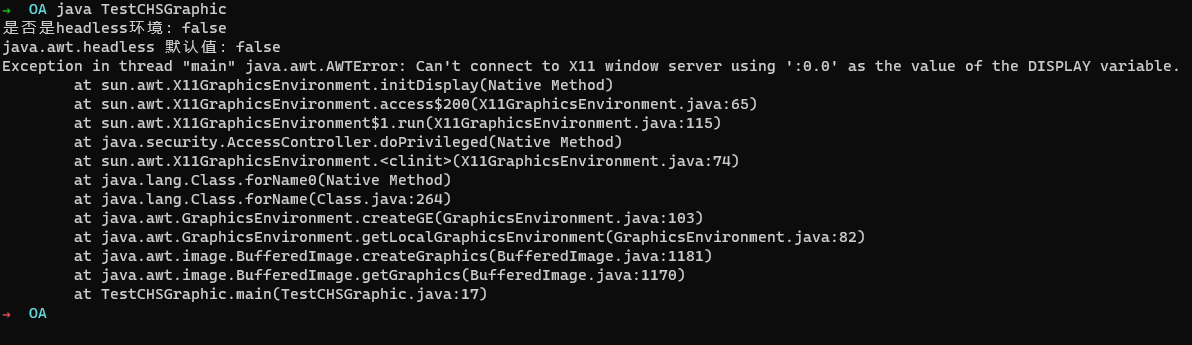 → OA java TestCHSGraphic
是否是headless环境: false
java.awt.headless 默认值: false
Exception in thread "main" java.awt.AWTError: Can't connect to X11 window server using ':0.0' as the value of the DISPLAY variable.
at sun.awt.X11GraphicsEnvironment.initDisplay(Native Method)
at sun.awt.X11GraphicsEnvironment.access$200(X11GraphicsEnvironment.java:65)
at sun.awt.X11GraphicsEnvironment$1.run(X11GraphicsEnvironment.java:115)
at java.security.AccessController.doPrivileged(Native Method)
at sun.awt.X11GraphicsEnvironment.<clinit>(X11GraphicsEnvironment.java:74)
at java.lang.Class.forName0(Native Method)
at java.lang.Class.forName(Class.java:264)
at java.awt.GraphicsEnvironment.createGE(GraphicsEnvironment.java:103)
at java.awt.GraphicsEnvironment.getLocalGraphicsEnvironment(GraphicsEnvironment.java:82)
at java.awt.image.BufferedImage.createGraphics(BufferedImage.java:1181)
at java.awt.image.BufferedImage.getGraphics(BufferedImage.java:1170)
at TestCHSGraphic.main(TestCHSGraphic.java:17)
→ OA